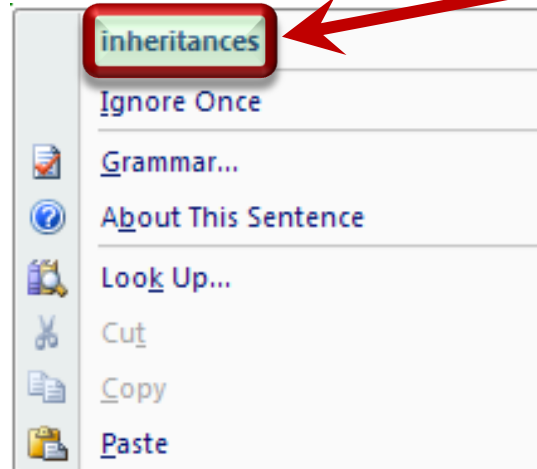 inheritances
Ignore Once
Grammar...
About This Sentence
Look Up...
Cut
Copy
Paste